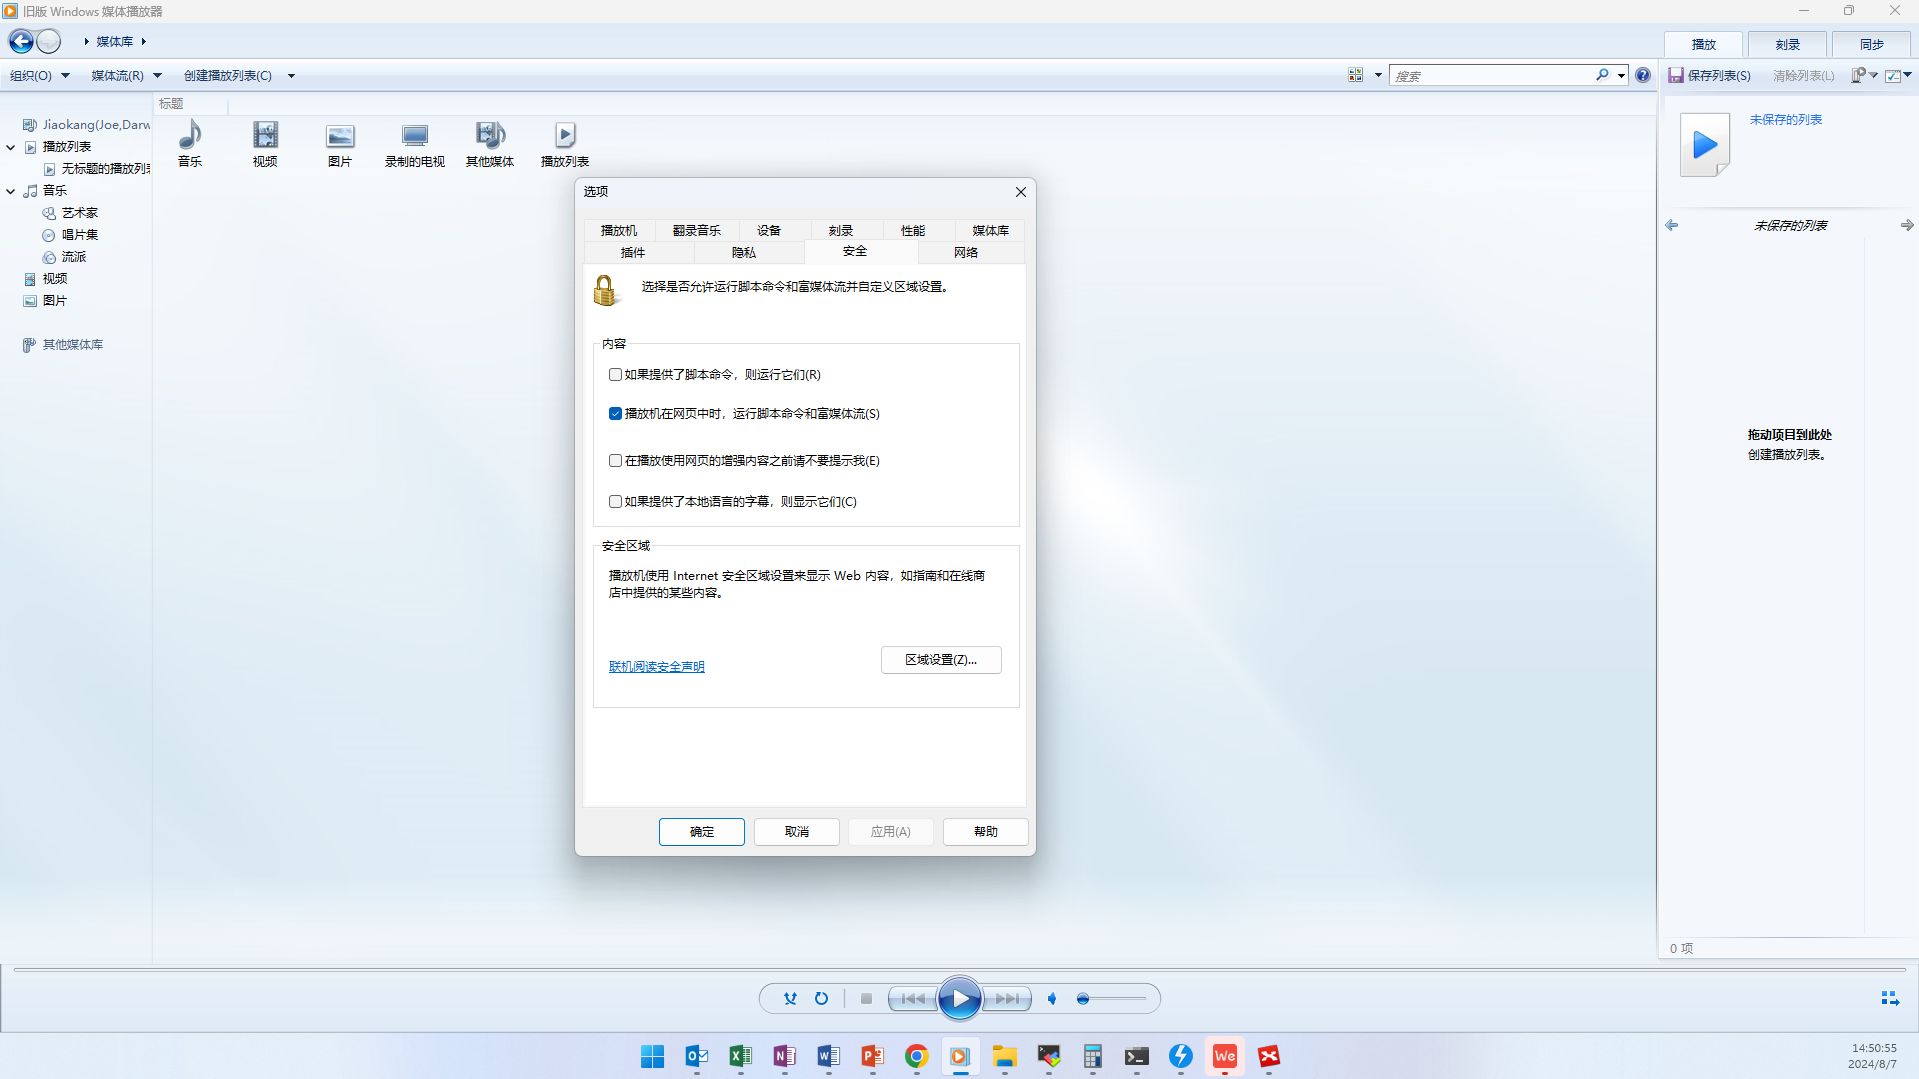 旧版 Windows 媒体播放器
媒体库
播放
刻录
同步
组织(O)
媒体流(R)
创建播放列表(C)
搜索
保存列表(S)
清除列表(L)
标题
Jiaokang(Joe,Darw
播放列表
无标题的播放列表
音乐
艺术家
唱片集
流派
视频
图片
其他媒体库
音乐
视频
图片
录制的电视
其他媒体
播放列表
未保存的列表
未保存的列表
拖动项目到此处
创建播放列表。
0 项
选项
播放机
翻录音乐
设备
刻录
性能
媒体库
插件
隐私
安全
网络
选择是否允许运行脚本命令和富媒体流并自定义区域设置。
内容
如果提供了脚本命令，则运行它们(R)
播放机在网页中时，运行脚本命令和富媒体流(S)
在播放使用网页的增强内容之前请不要提示我(E)
如果提供了本地语言的字幕，则显示它们(C)
安全区域
播放机使用 Internet 安全区域设置来显示 Web 内容，如指南和在线商
店中提供的某些内容。
联机阅读安全声明
区域设置(Z)...
确定
取消
应用(A)
帮助
14:50:55
2024/8/7